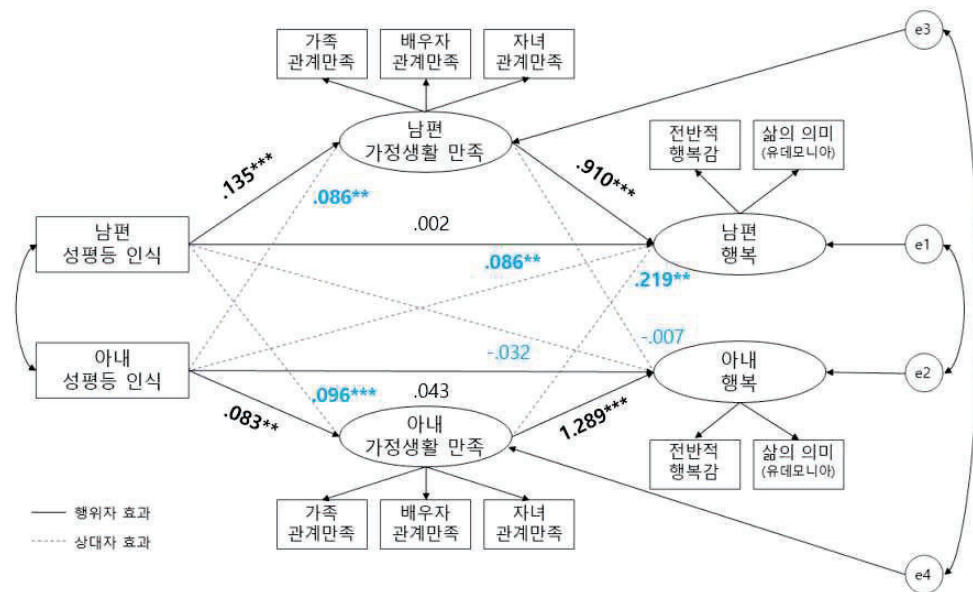 가족
관계만족
배우자
관계만족
자녀
관계만족
e3
남편
가정생활 만족
전반적
행복감
삶의 의미
(유데모니아)
.135***
.086**
.910***
.002
남편
성평등 인식
남편
행복
e1
.086**
.219**
-.032
-.007
아내
성평등 인식
아내
행복
e2
.083**
.096***
.043
1.289***
아내
가정생활 만족
전반적
행복감
삶의 의미
(유데모니아)
가족
관계만족
배우자
관계만족
자녀
관계만족
행위자 효과
상대자 효과
e4